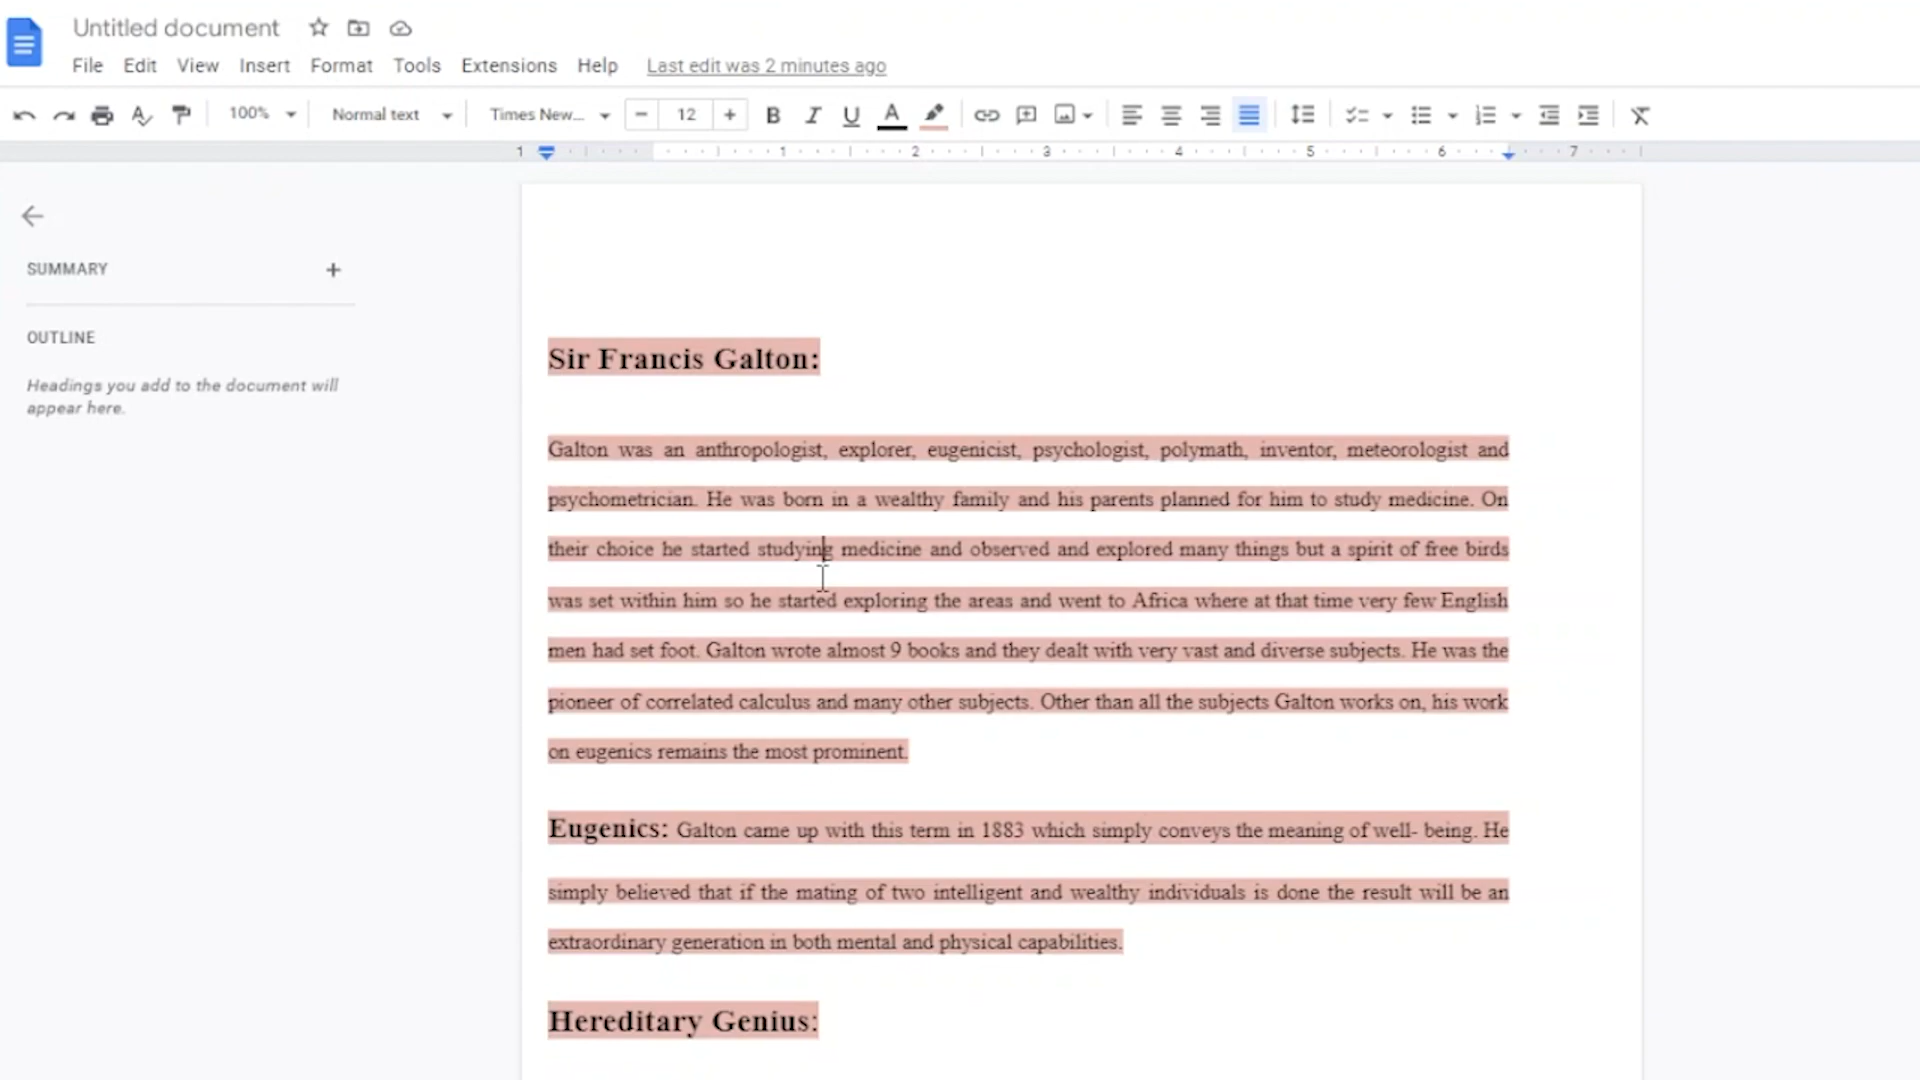 Untitled document
File Edit View Insert Format Tools Extensions Help Last edit was 2 minutes ago
100% Normal text Times New... − 12 + B I U A
1 1 2 3 4 5 6 7
SUMMARY +
OUTLINE
Headings you add to the document will
appear here.
Sir Francis Galton:
Galton was an anthropologist, explorer, eugenicist, psychologist, polymath, inventor, meteorologist and
psychometrician. He was born in a wealthy family and his parents planned for him to study medicine. On
their choice he started studying medicine and observed and explored many things but a spirit of free birds
was set within him so he started exploring the areas and went to Africa where at that time very few English
men had set foot. Galton wrote almost 9 books and they dealt with very vast and diverse subjects. He was the
pioneer of correlated calculus and many other subjects. Other than all the subjects Galton works on, his work
on eugenics remains the most prominent.
Eugenics: Galton came up with this term in 1883 which simply conveys the meaning of well- being. He
simply believed that if the mating of two intelligent and wealthy individuals is done the result will be an
extraordinary generation in both mental and physical capabilities.
Hereditary Genius: